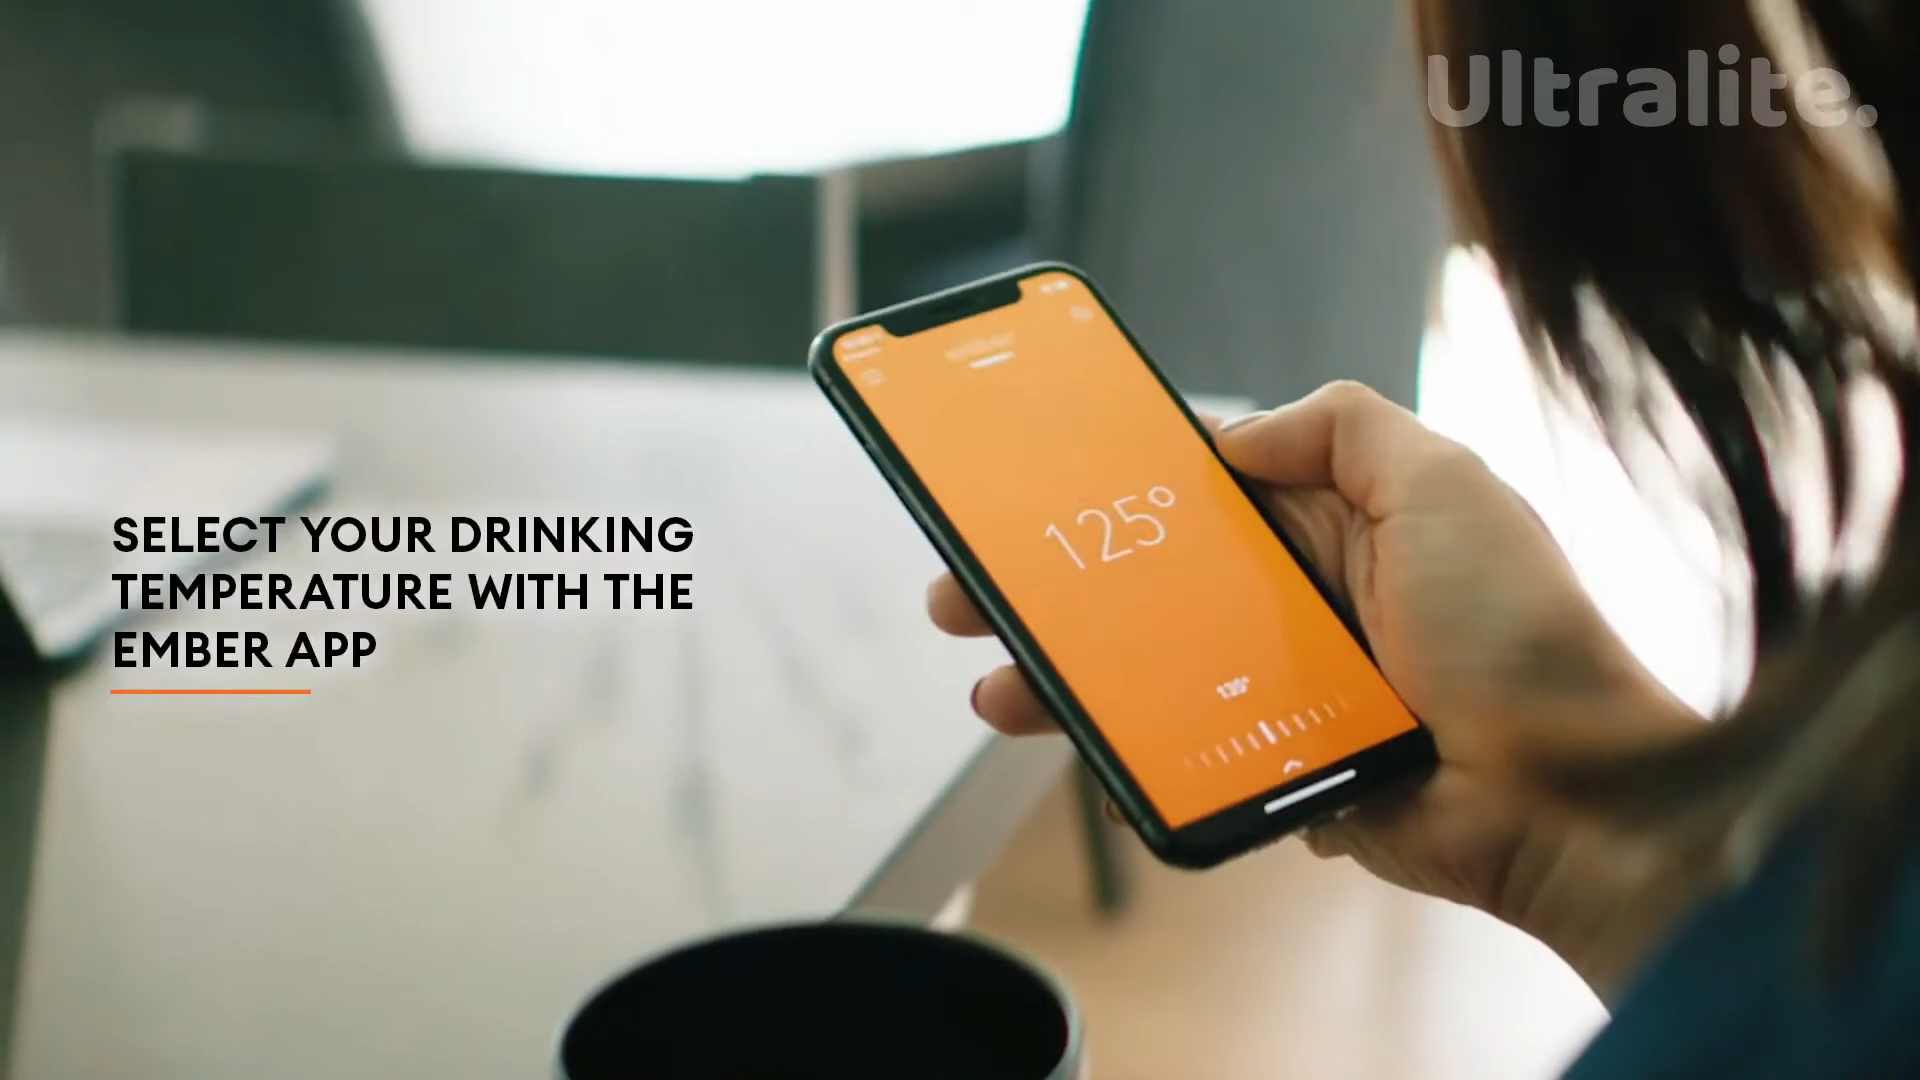 Ultralite.
SELECT YOUR DRINKING
TEMPERATURE WITH THE
EMBER APP
125°
135°